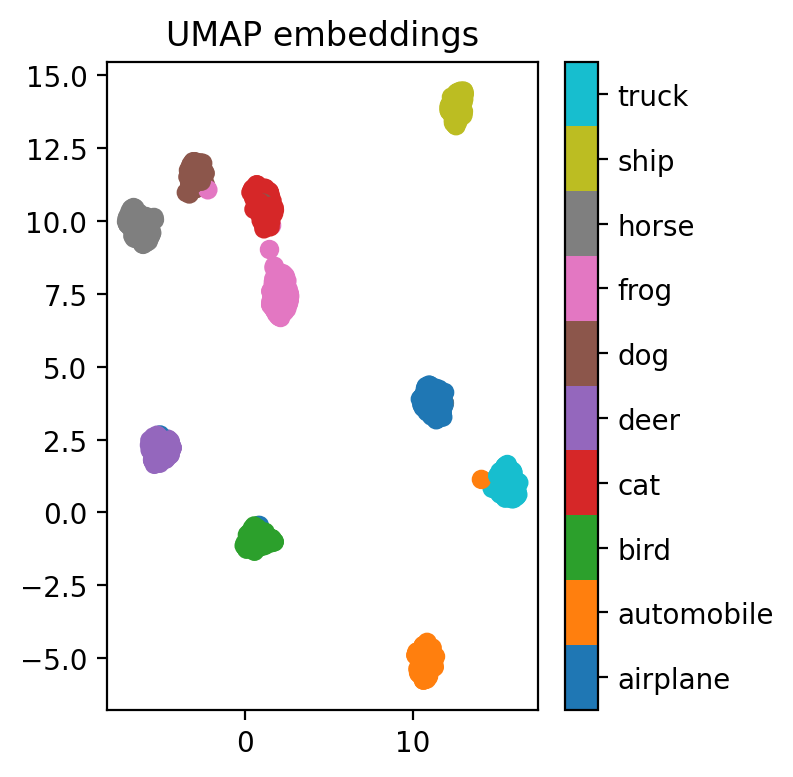 UMAP embeddings
15.0
12.5
10.0
7.5
5.0
2.5
0.0
−2.5
−5.0
0
10
truck
ship
horse
frog
dog
deer
cat
bird
automobile
airplane